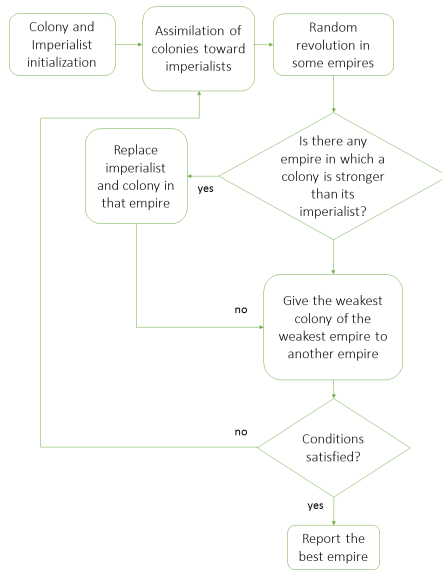 Colony and
Imperialist
initialization
Assimilation of
colonies toward
imperialists
Random
revolution in
some empires
Is there any
empire in which a
colony is stronger
than its
imperialist?
yes
Replace
imperialist
and colony in
that empire
no
Give the weakest
colony of the
weakest empire to
another empire
no
Conditions
satisfied?
yes
Report the
best empire